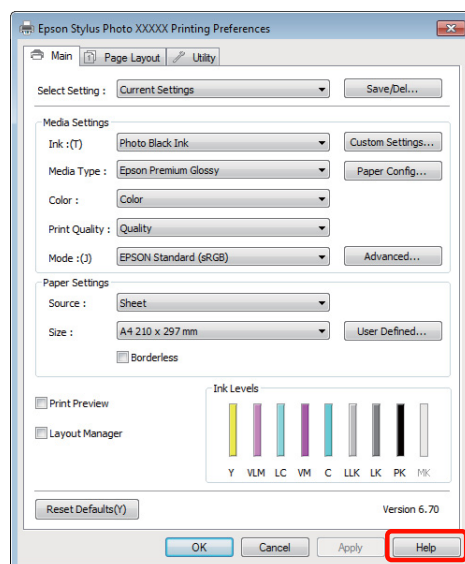 Epson Stylus Photo XXXXX Printing Preferences
Main Page Layout Utility
Select Setting : Current Settings Save/Del...
Media Settings
Ink :(T) Photo Black Ink Custom Settings...
Media Type : Epson Premium Glossy Paper Config...
Color : Color
Print Quality : Quality
Mode :(J) EPSON Standard (sRGB) Advanced...
Paper Settings
Source : Sheet
Size : A4 210 x 297 mm User Defined...
Borderless
Ink Levels
Print Preview
Layout Manager
Y VLM LC VM C LLK LK PK MK
Reset Defaults(Y) Version 6.70
OK Cancel Apply Help